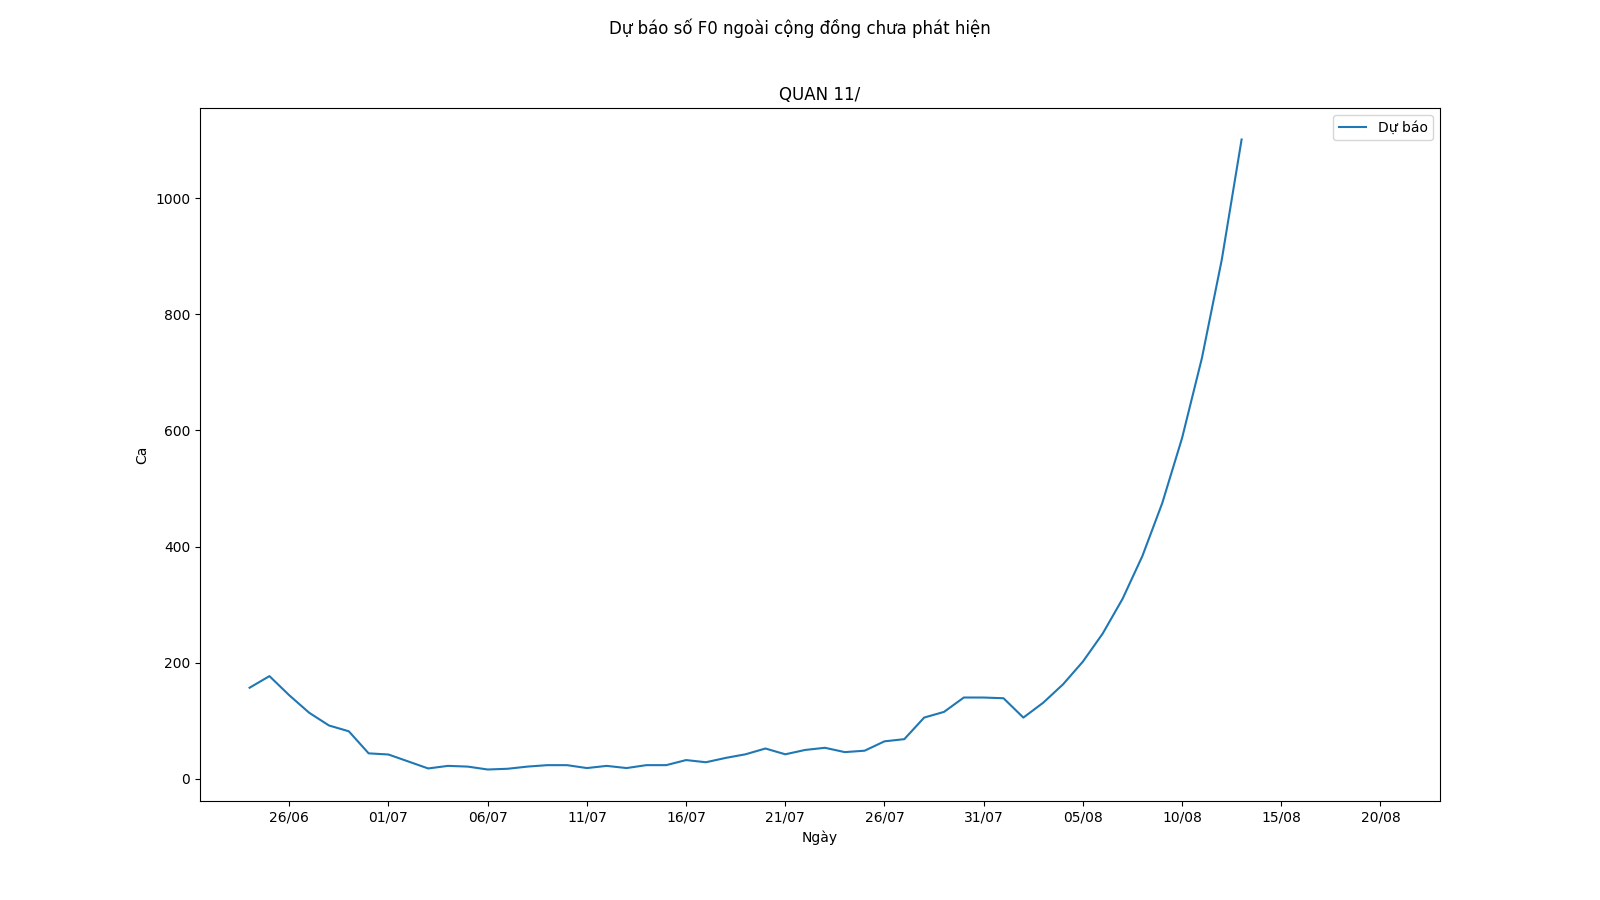 Dự báo số F0 ngoài cộng đồng chưa phát hiện
QUAN 11/
Dự báo
1000
800
600
400
200
0
Ca
26/06 01/07 06/07 11/07 16/07 21/07 26/07 31/07 05/08 10/08 15/08 20/08
Ngày